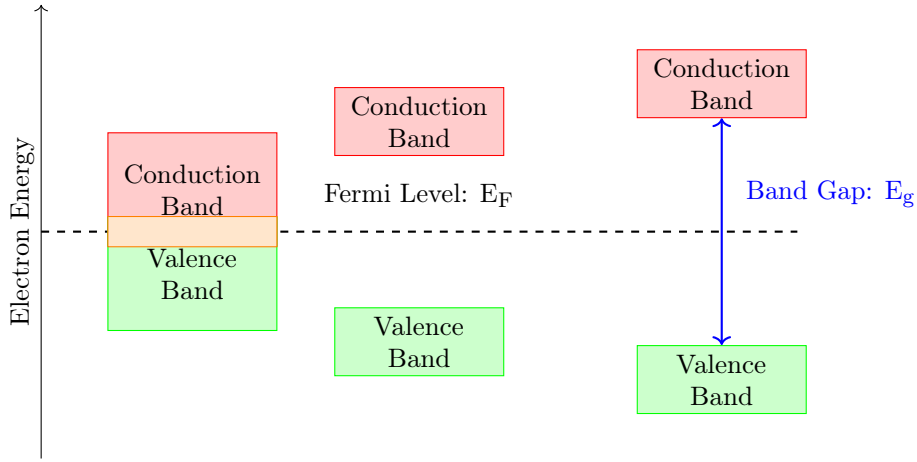 Electron Energy
Conduction
Band
Valence
Band
Conduction
Band
Fermi Level: E_F
Valence
Band
Conduction
Band
Band Gap: E_g
Valence
Band